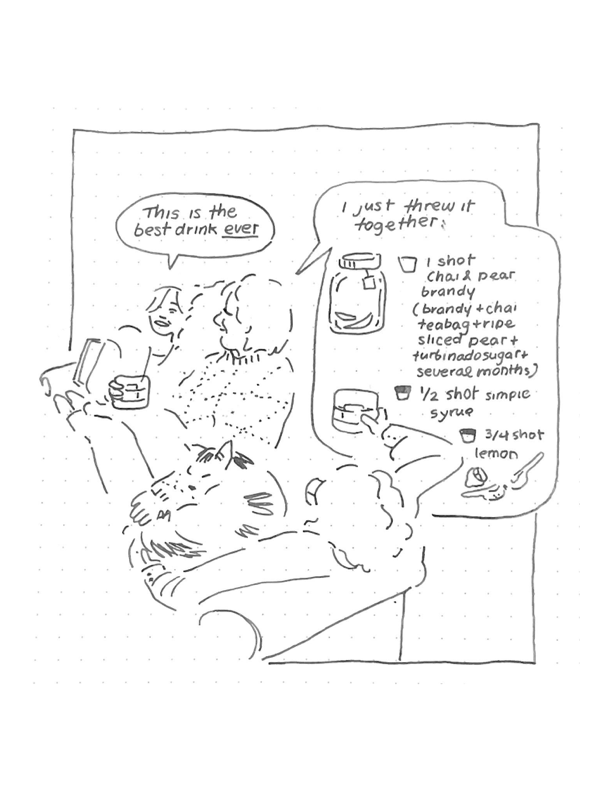 This is the
best drink ever
I just threw it
together:
1 shot
chai & pear
brandy
(brandy + chai
teabag + ripe
sliced pear +
turbinado sugar +
several months)
1/2 shot simple
syrup
3/4 shot
lemon